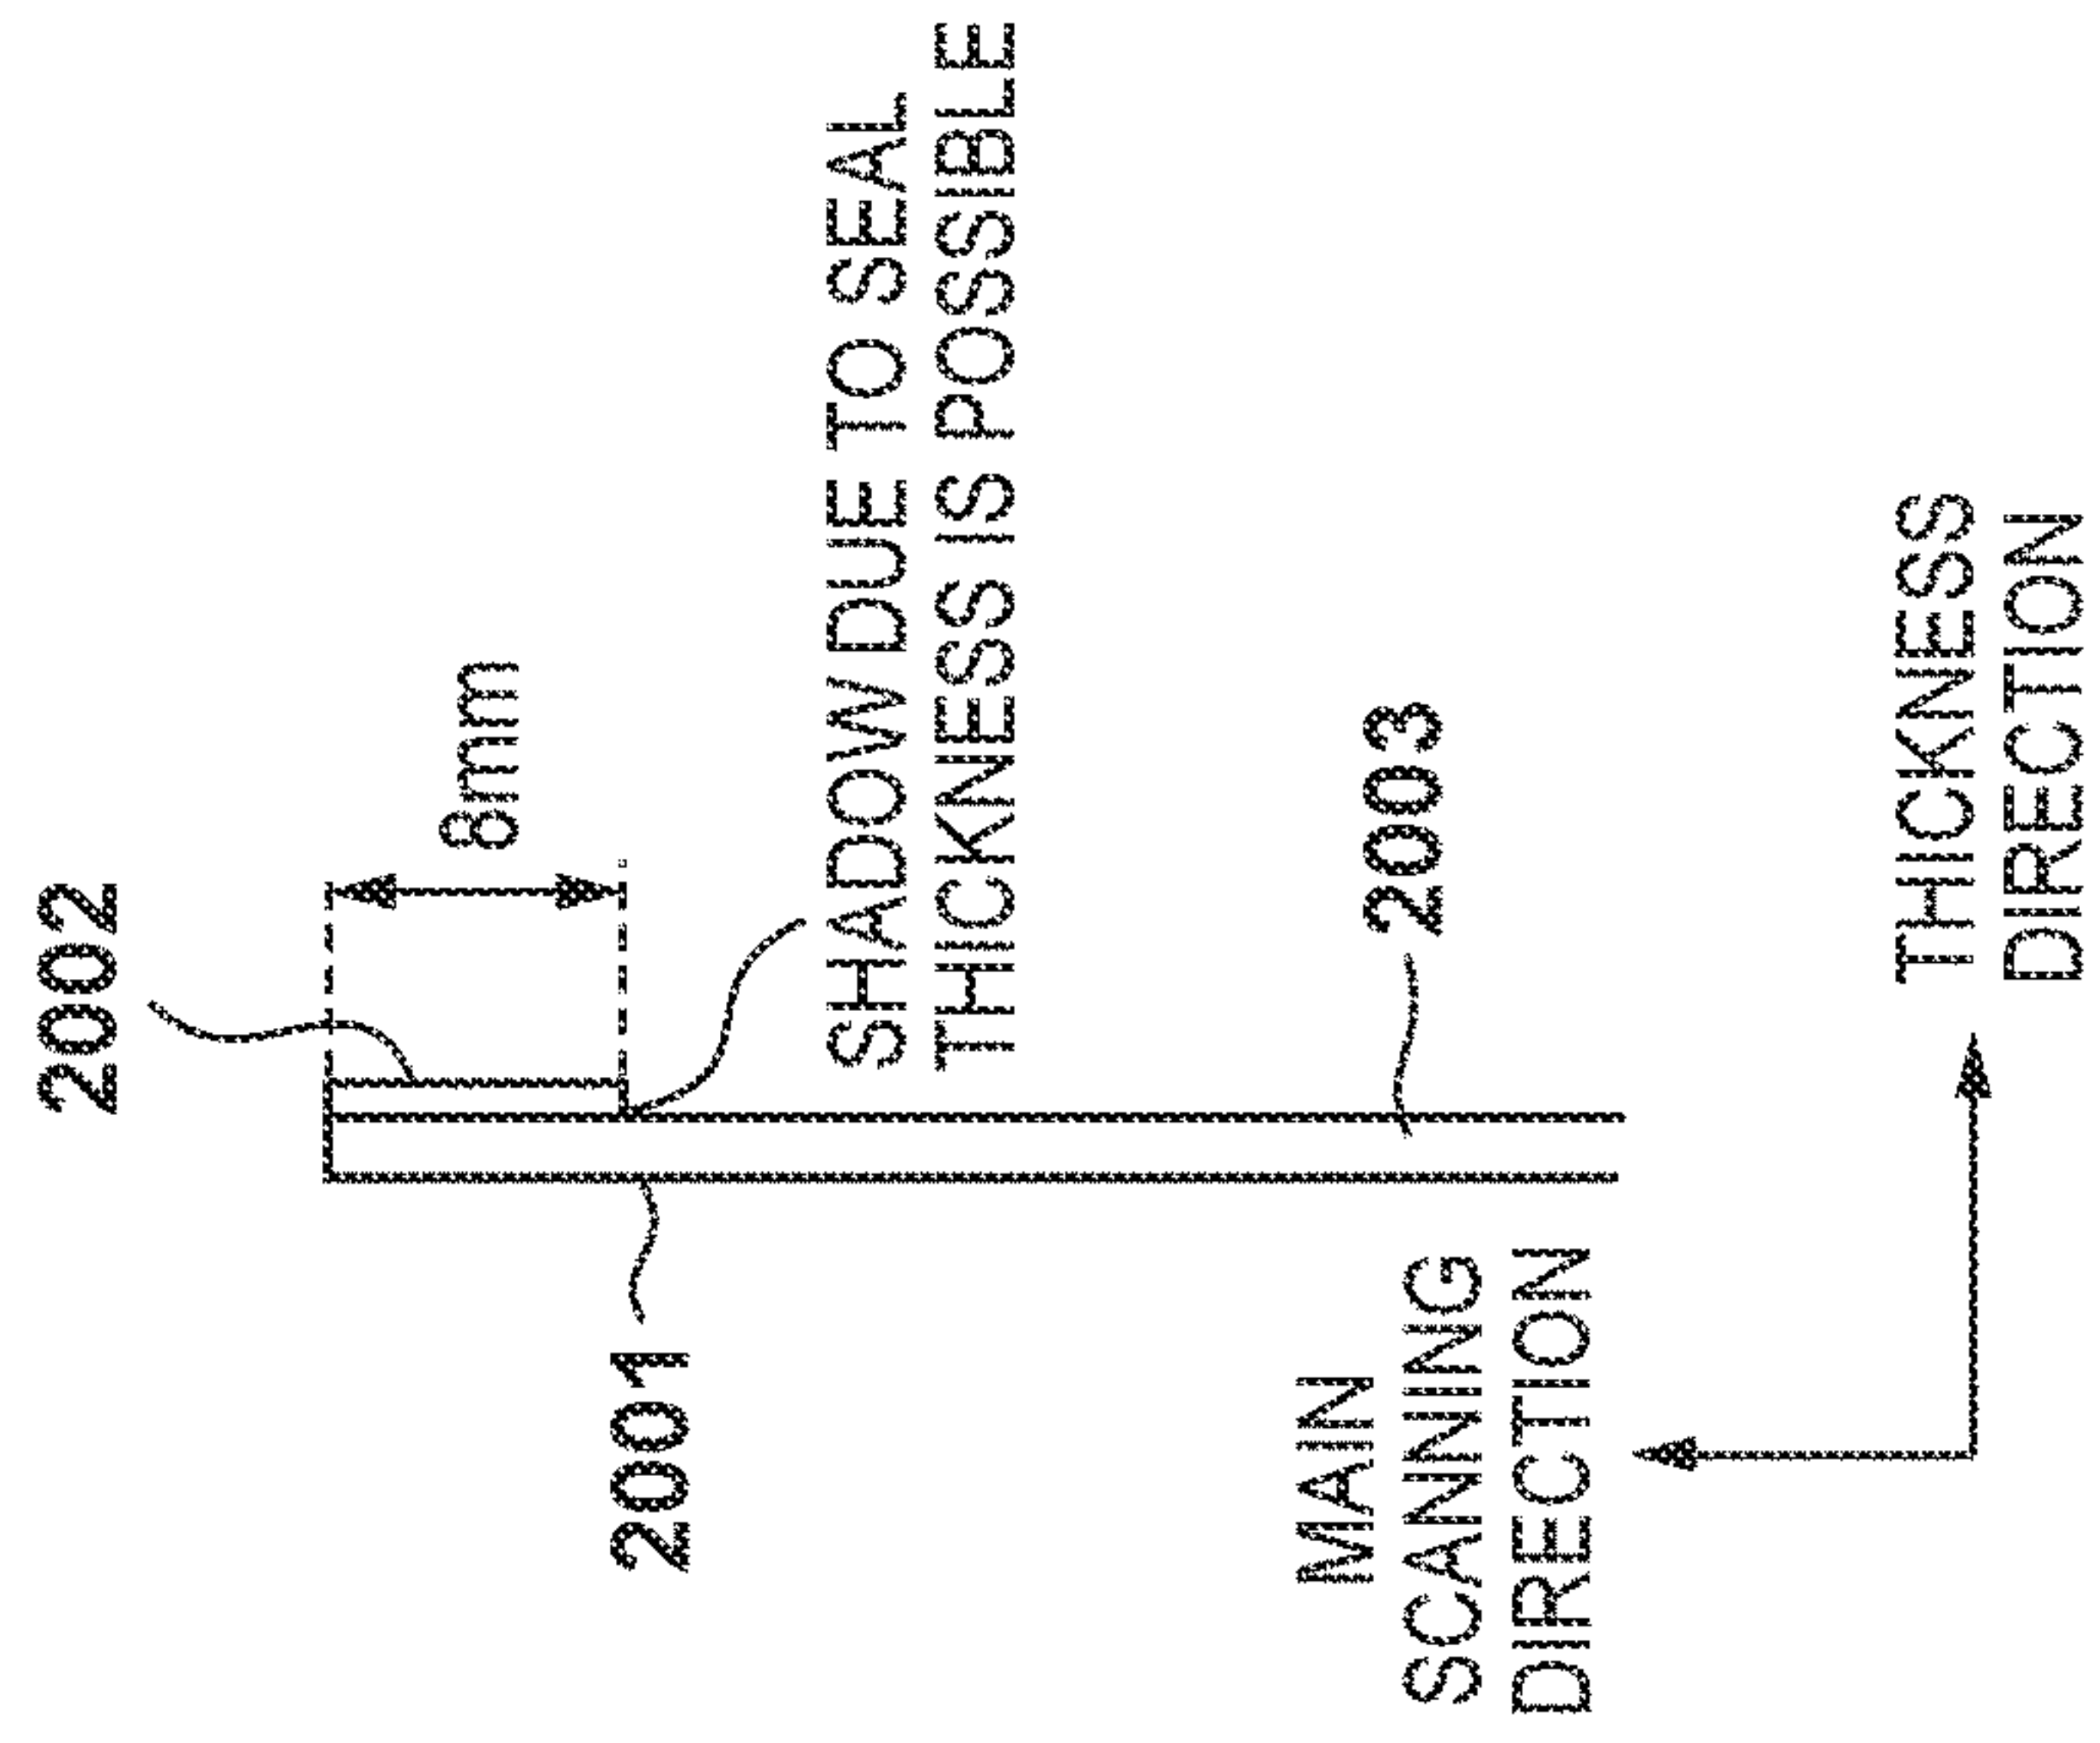 2002
8mm
2001
SHADOW DUE TO SEAL
THICKNESS IS POSSIBLE
2003
MAIN
SCANNING
DIRECTION
THICKNESS
DIRECTION